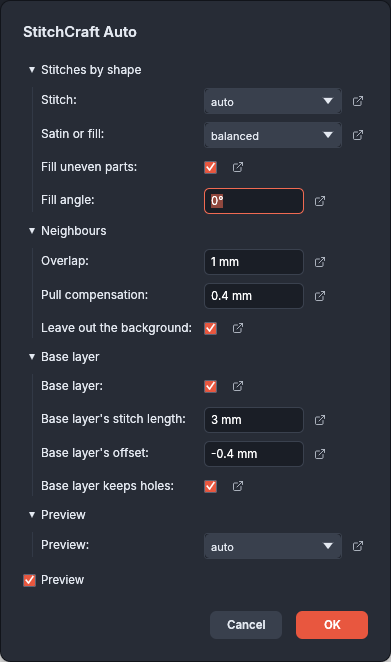 StitchCraft Auto
Stitches by shape
Stitch: auto
Satin or fill: balanced
Fill uneven parts:
Fill angle: 0°
Neighbours
Overlap: 1 mm
Pull compensation: 0.4 mm
Leave out the background:
Base layer
Base layer:
Base layer's stitch length: 3 mm
Base layer's offset: -0.4 mm
Base layer keeps holes:
Preview
Preview: auto
Preview
Cancel OK